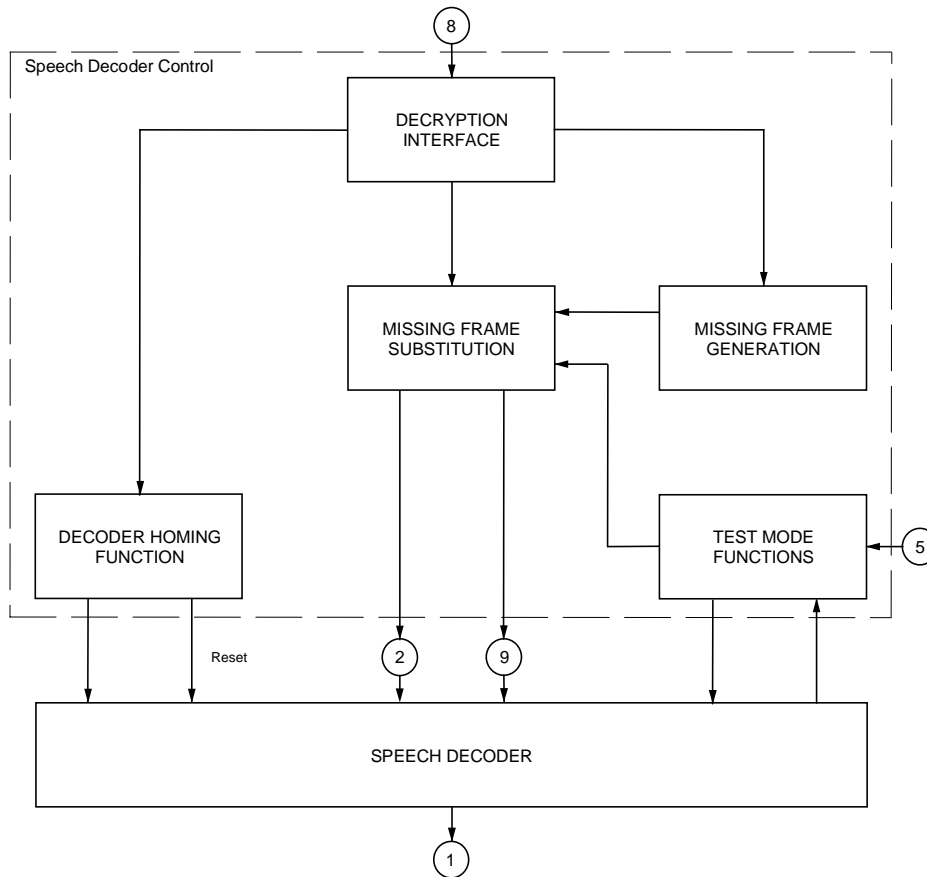 8
Speech Decoder Control
DECRYPTION
INTERFACE
MISSING FRAME
SUBSTITUTION
MISSING FRAME
GENERATION
DECODER HOMING
FUNCTION
TEST MODE
FUNCTIONS
5
Reset
2
9
SPEECH DECODER
1